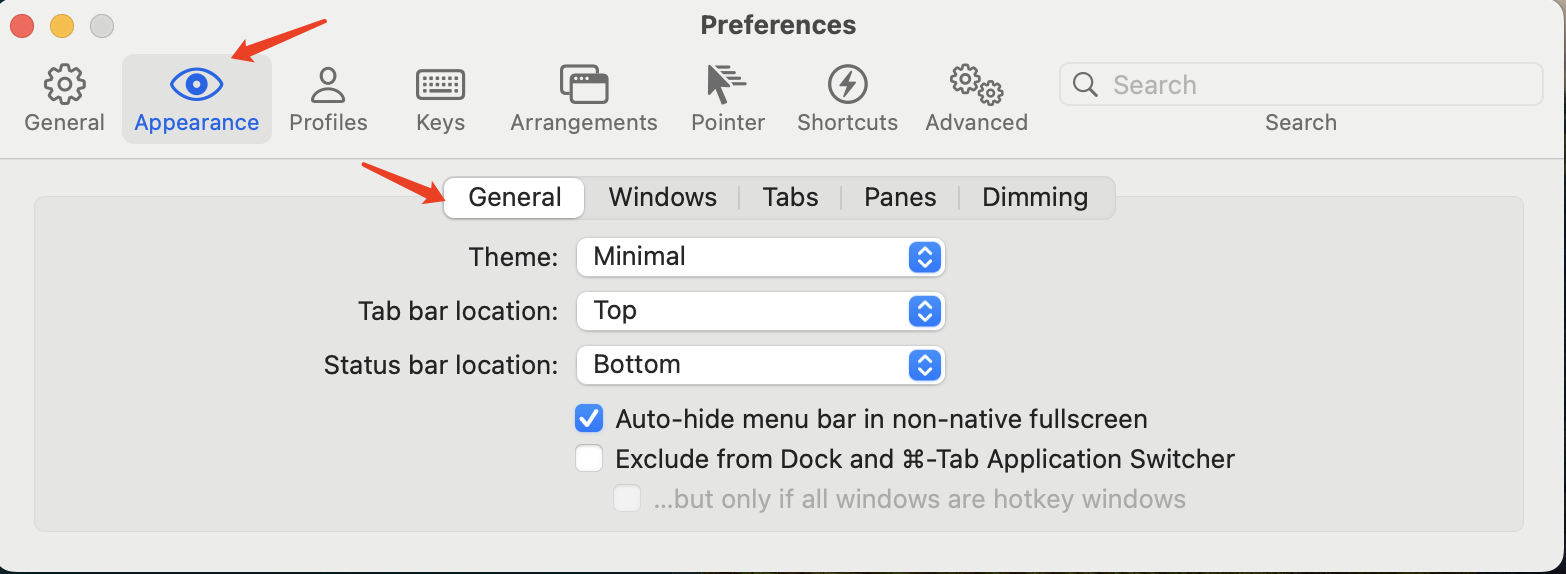 Preferences
General Appearance Profiles Keys Arrangements Pointer Shortcuts Advanced Search
Search
General Windows Tabs Panes Dimming
Theme: Minimal
Tab bar location: Top
Status bar location: Bottom
Auto-hide menu bar in non-native fullscreen
Exclude from Dock and ⌘-Tab Application Switcher
...but only if all windows are hotkey windows